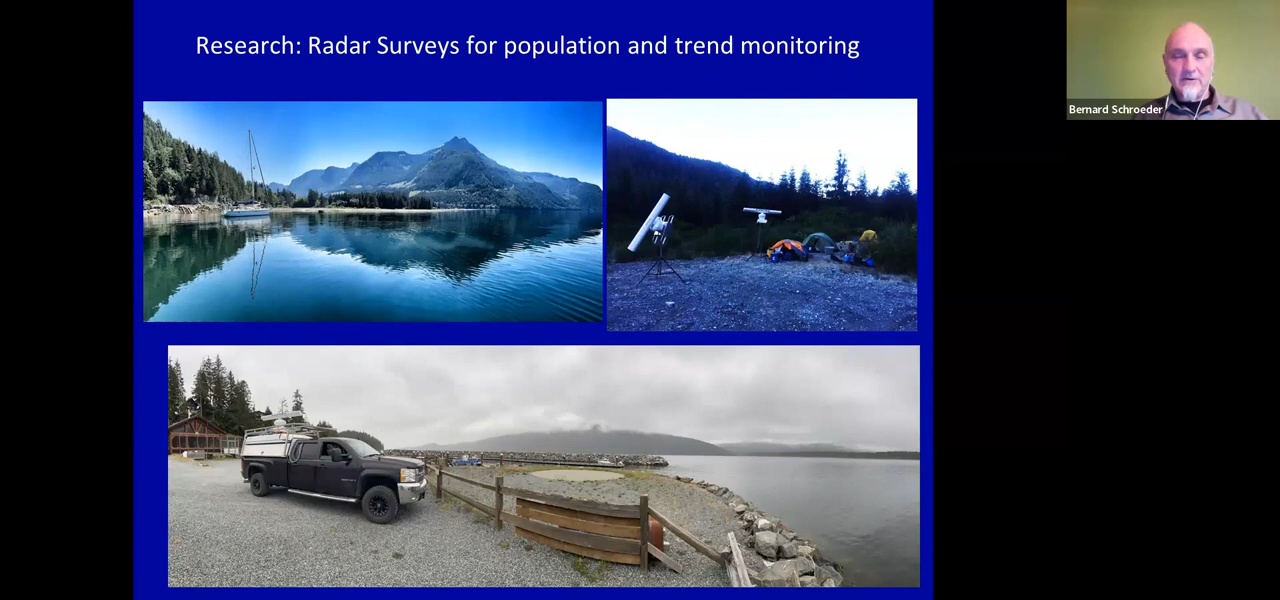 Research: Radar Surveys for population and trend monitoring
Bernard Schroeder